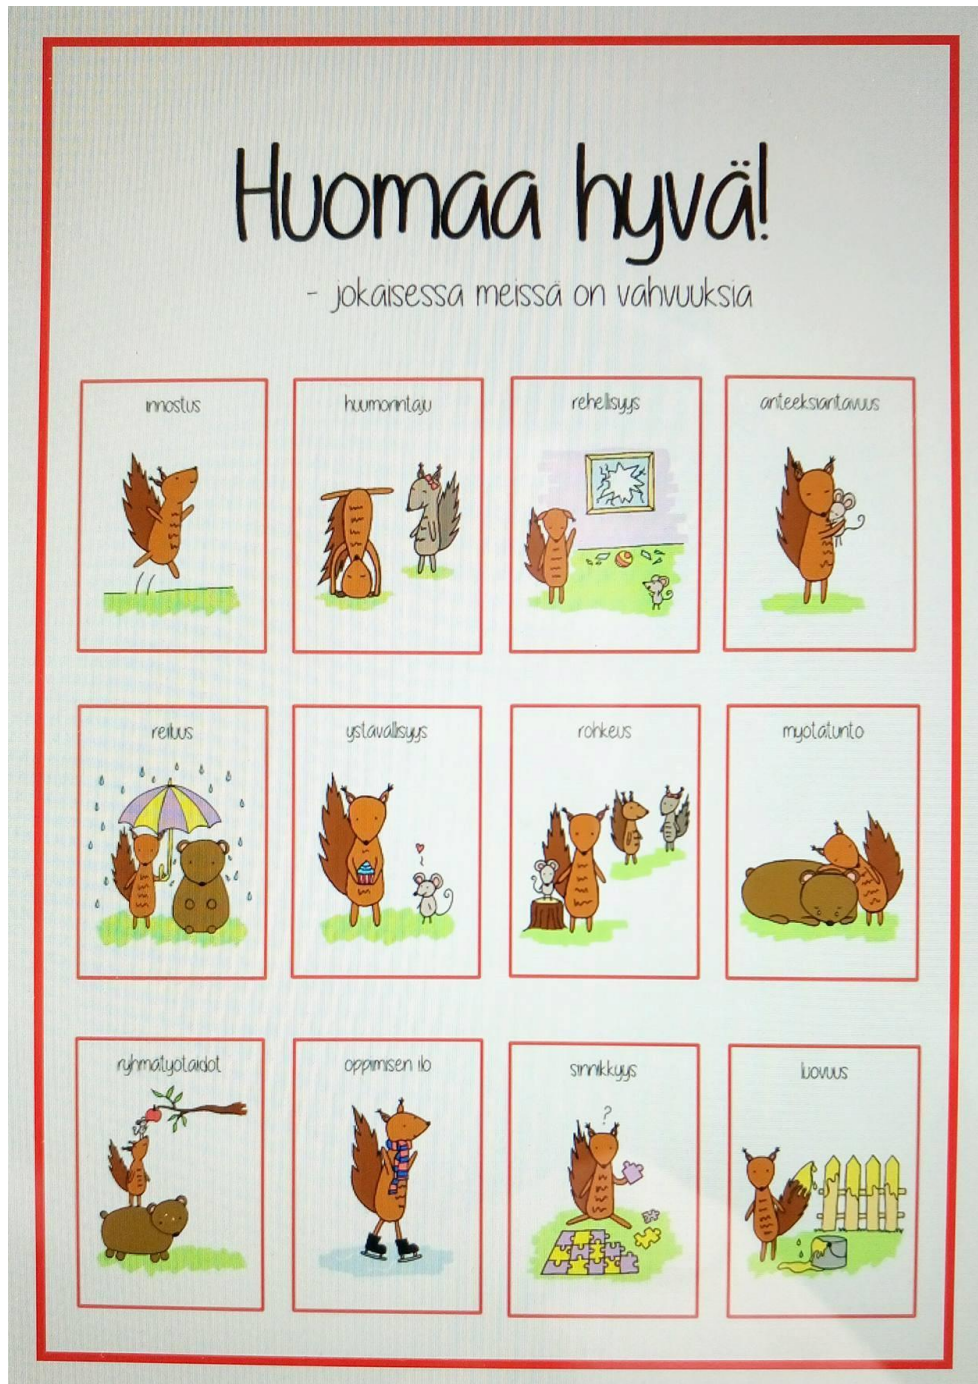 Huomaa hyvä!
- jokaisessa meissä on vahvuuksia
innostus
huumorintaju
rehellisyys
anteeksiantavuus
reiluus
ystävällisyys
rohkeus
myötätunto
ryhmätyötaidot
oppimisen ilo
sinnikkyys
luovuus
?